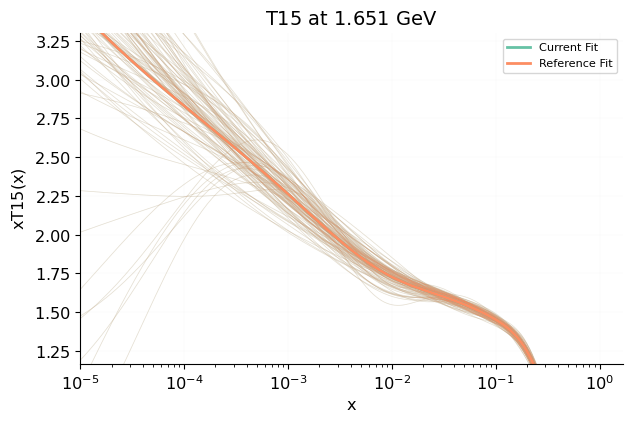 T15 at 1.651 GeV
Current Fit
Reference Fit
xT15(x)
3.25
3.00
2.75
2.50
2.25
2.00
1.75
1.50
1.25
10⁻⁵ 10⁻⁴ 10⁻³ 10⁻² 10⁻¹ 10⁰
x